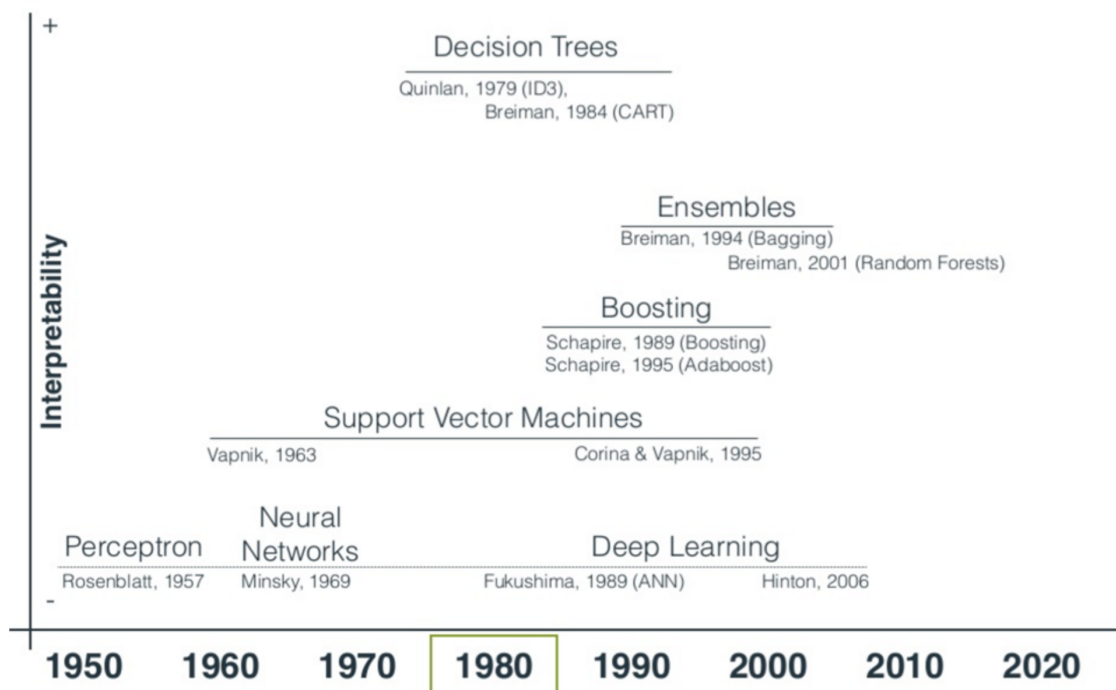 +
Decision Trees
Quinlan, 1979 (ID3),
Breiman, 1984 (CART)
Ensembles
Breiman, 1994 (Bagging)
Breiman, 2001 (Random Forests)
Interpretability
Boosting
Schapire, 1989 (Boosting)
Schapire, 1995 (Adaboost)
Support Vector Machines
Vapnik, 1963
Corina & Vapnik, 1995
Perceptron
Neural
Networks
Deep Learning
Rosenblatt, 1957
Minsky, 1969
Fukushima, 1989 (ANN)
Hinton, 2006
-
1950 1960 1970 1980 1990 2000 2010 2020